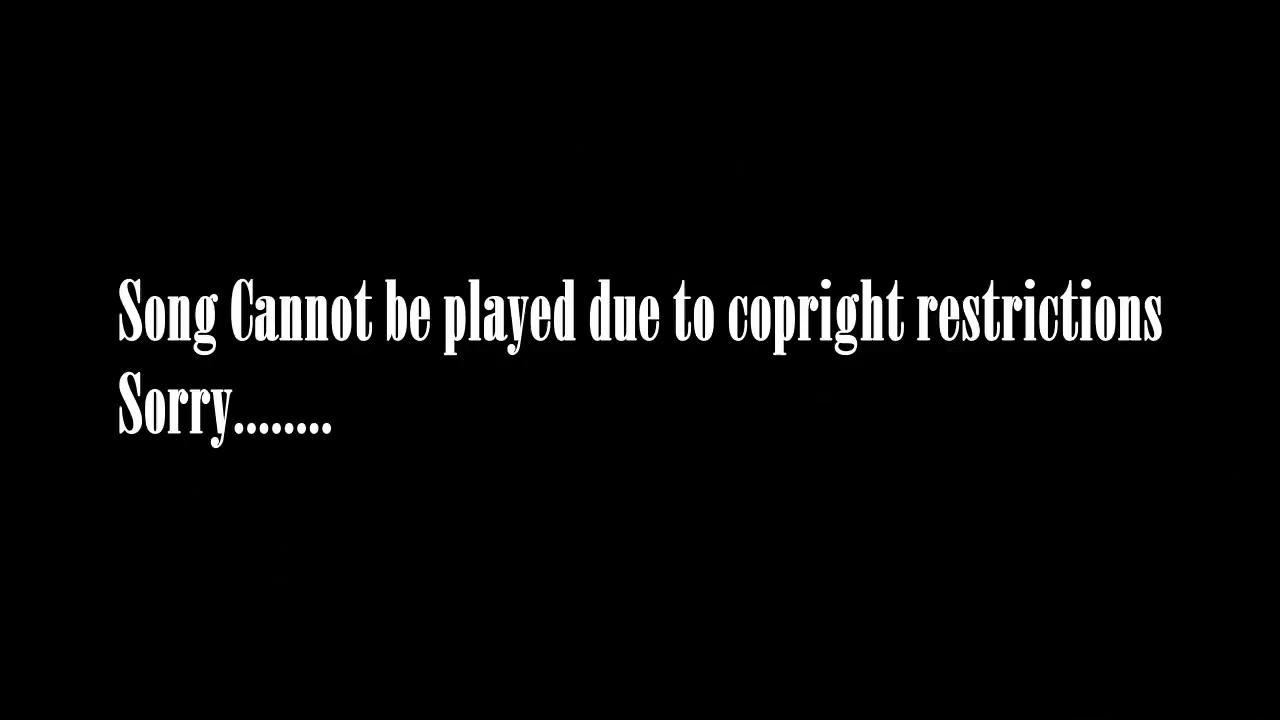 Song Cannot be played due to copright restrictions
Sorry........